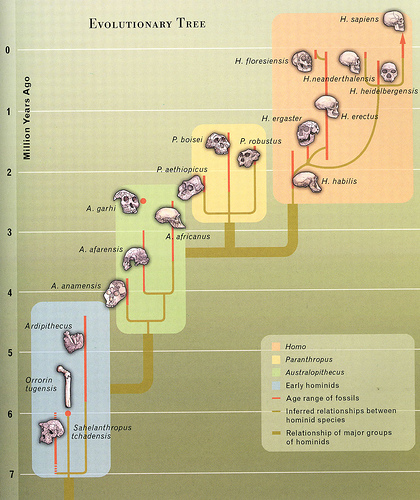 EVOLUTIONARY TREE
H. sapiens
0
H. floresiensis
H. neanderthalensis
H. heidelbergensis
Million Years Ago
1
H. ergaster
H. erectus
P. boisei
P. robustus
P. aethiopicus
2
H. habilis
A. garhi
3
A. africanus
A. afarensis
4
A. anamensis
Ardipithecus
5
Orrorin
tugensis
6
Sahelanthropus
tchadensis
7
Homo
Paranthropus
Australopithecus
Early hominids
Age range of fossils
Inferred relationships between
hominid species
Relationship of major groups
of hominids